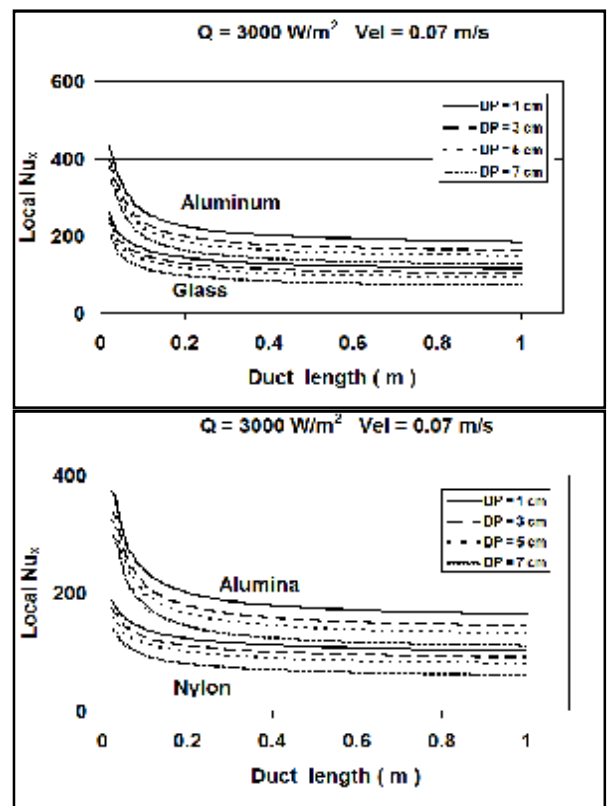 Q = 3000 W/m² Vel = 0.07 m/s
600
400
200
0
Local Nuₓ
DP = 1 cm
DP = 3 cm
DP = 5 cm
DP = 7 cm
Aluminum
Glass
0 0.2 0.4 0.6 0.8 1
Duct length ( m )
Q = 3000 W/m² Vel = 0.07 m/s
400
200
0
Local Nuₓ
DP = 1 cm
DP = 3 cm
DP = 5 cm
DP = 7 cm
Alumina
Nylon
0 0.2 0.4 0.6 0.8 1
Duct length ( m )